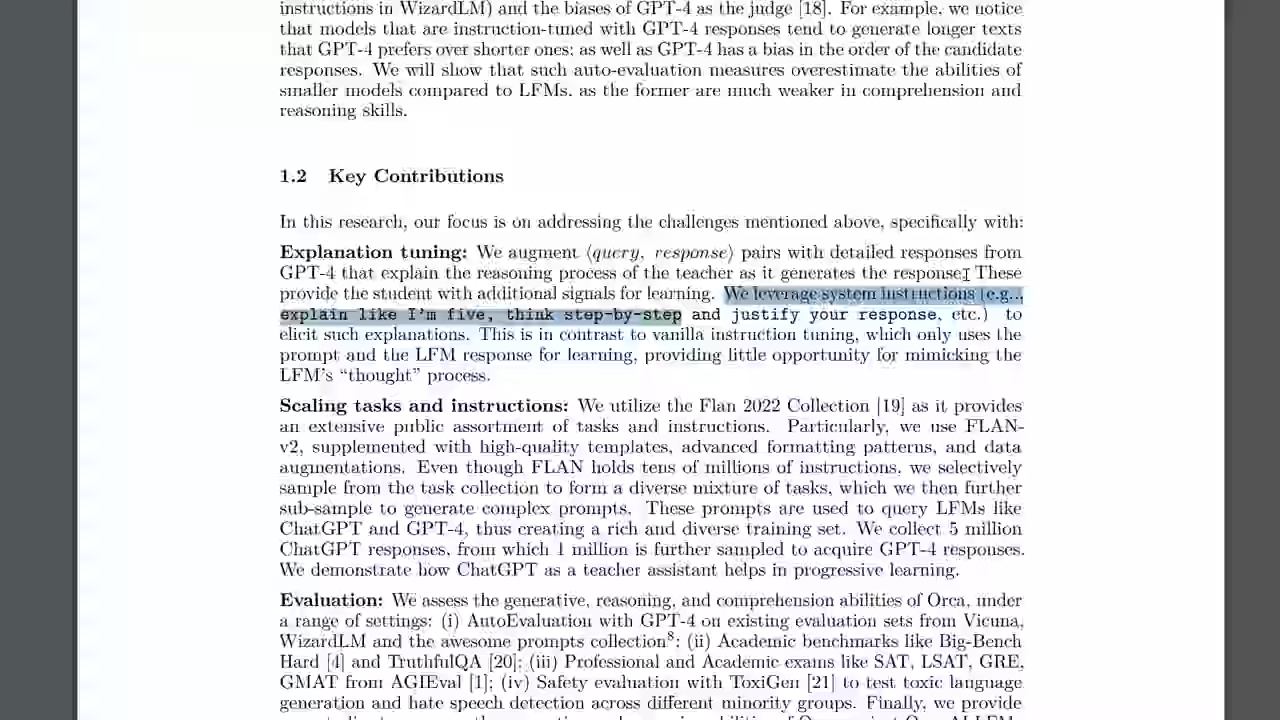 instructions in WizardLM) and the biases of GPT-4 as the judge [18]. For example, we notice
that models that are instruction-tuned with GPT-4 responses tend to generate longer texts
that GPT-4 prefers over shorter ones; as well as GPT-4 has a bias in the order of the candidate
responses. We will show that such auto-evaluation measures overestimate the abilities of
smaller models compared to LFMs, as the former are much weaker in comprehension and
reasoning skills.
1.2 Key Contributions
In this research, our focus is on addressing the challenges mentioned above, specifically with:
Explanation tuning: We augment ⟨query, response⟩ pairs with detailed responses from
GPT-4 that explain the reasoning process of the teacher as it generates the response. These
provide the student with additional signals for learning. We leverage system instructions (e.g..,
explain like I'm five, think step-by-step and justify your response, etc.) to
elicit such explanations. This is in contrast to vanilla instruction tuning, which only uses the
prompt and the LFM response for learning, providing little opportunity for mimicking the
LFM's “thought” process.
Scaling tasks and instructions: We utilize the Flan 2022 Collection [19] as it provides
an extensive public assortment of tasks and instructions. Particularly, we use FLAN-
v2, supplemented with high-quality templates, advanced formatting patterns, and data
augmentations. Even though FLAN holds tens of millions of instructions, we selectively
sample from the task collection to form a diverse mixture of tasks, which we then further
sub-sample to generate complex prompts. These prompts are used to query LFMs like
ChatGPT and GPT-4, thus creating a rich and diverse training set. We collect 5 million
ChatGPT responses, from which 1 million is further sampled to acquire GPT-4 responses.
We demonstrate how ChatGPT as a teacher assistant helps in progressive learning.
Evaluation: We assess the generative, reasoning, and comprehension abilities of Orca, under
a range of settings: (i) AutoEvaluation with GPT-4 on existing evaluation sets from Vicuna,
WizardLM and the awesome prompts collection⁸; (ii) Academic benchmarks like Big-Bench
Hard [4] and TruthfulQA [20]; (iii) Professional and Academic exams like SAT, LSAT, GRE,
GMAT from AGIEval [1]; (iv) Safety evaluation with ToxiGen [21] to test toxic language
generation and hate speech detection across different minority groups. Finally, we provide